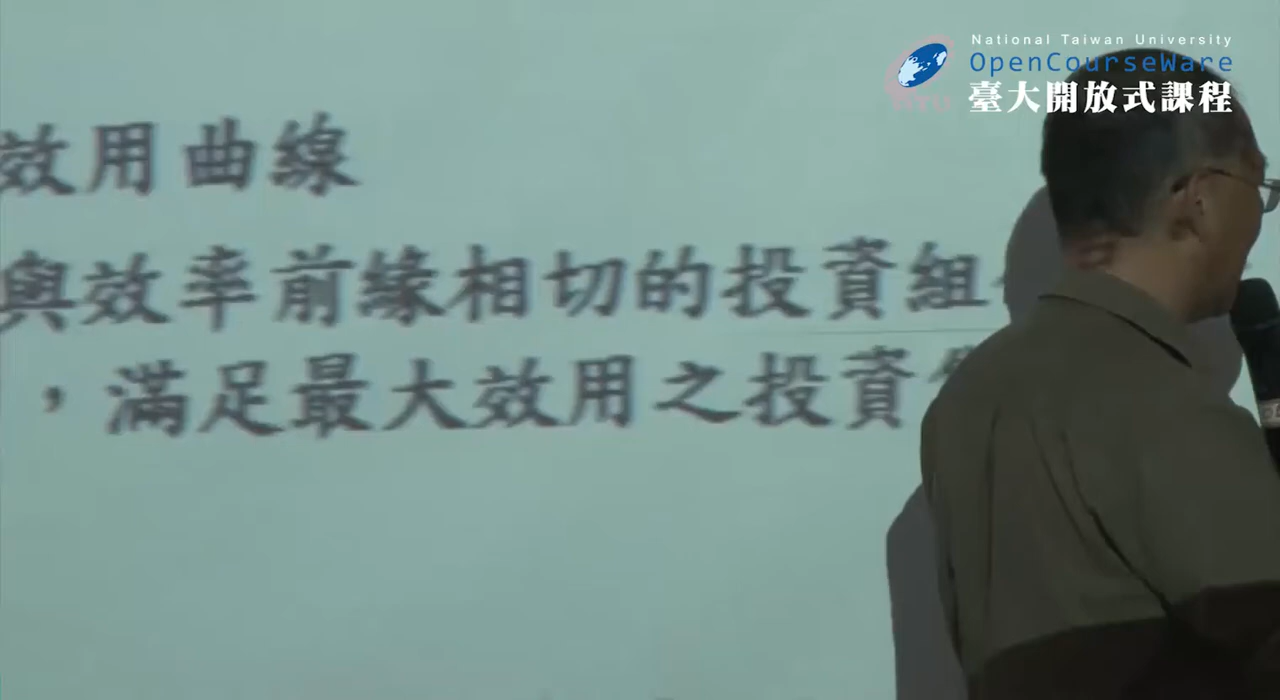 National Taiwan University
OpenCourseWare
臺大開放式課程
效用曲線
與效率前緣相切的投資組
，滿足最大效用之投資